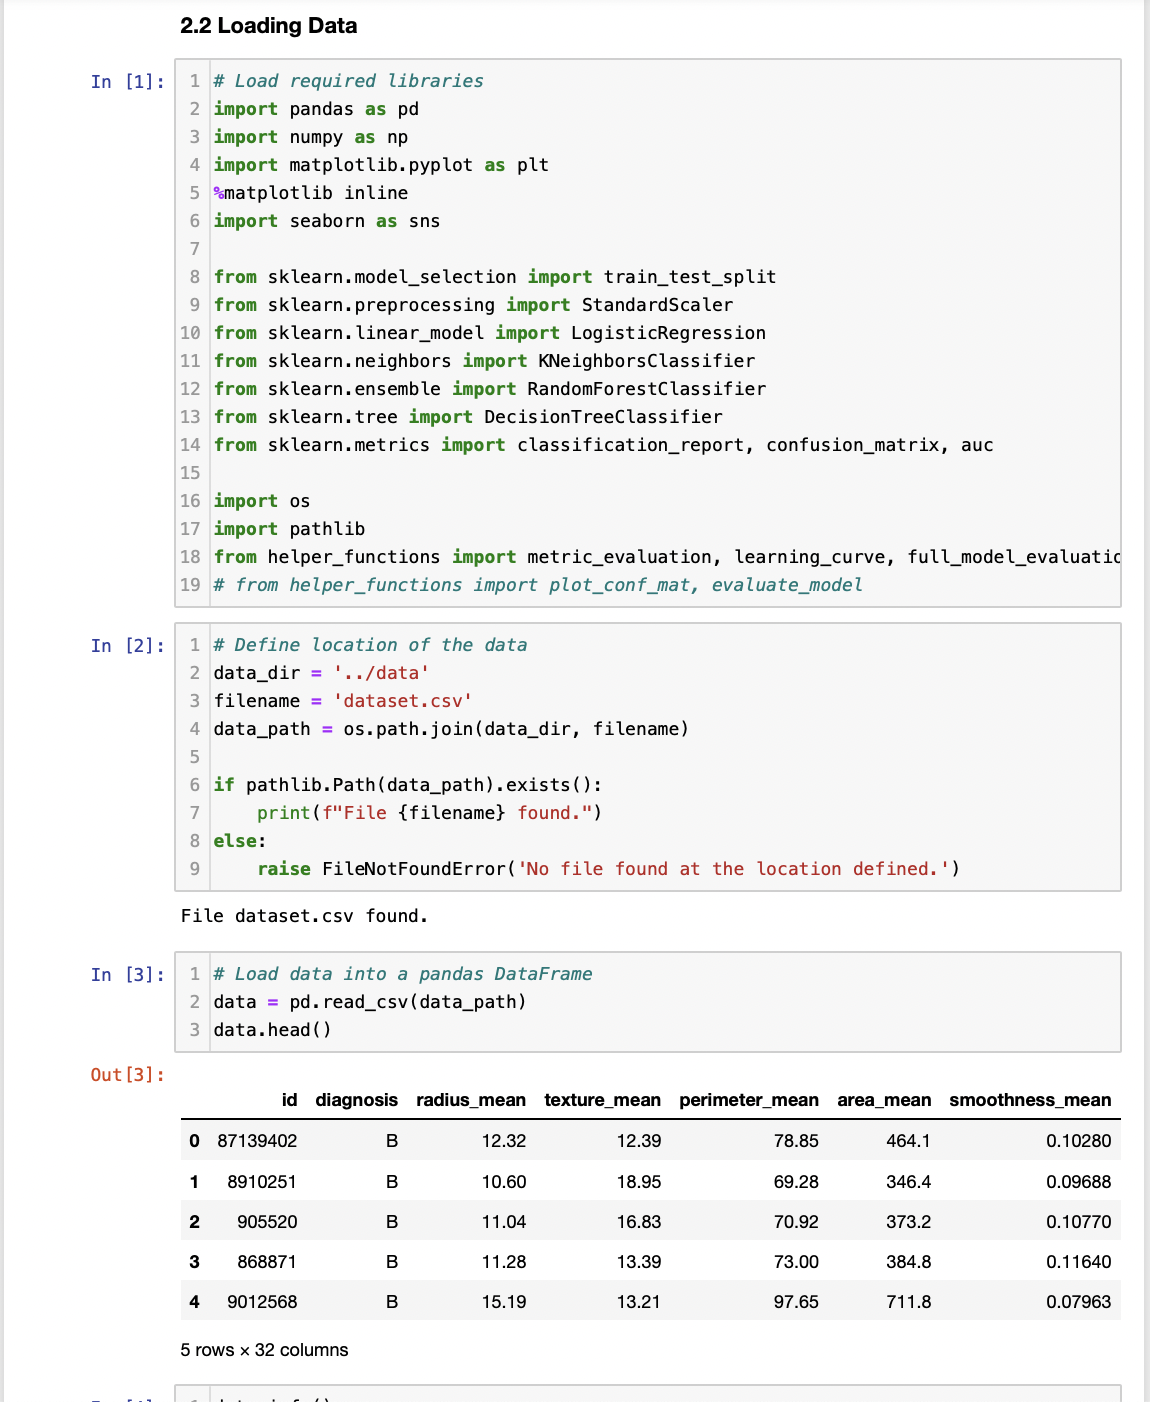 2.2 Loading Data
In [1]:
1 # Load required libraries
2 import pandas as pd
3 import numpy as np
4 import matplotlib.pyplot as plt
5 %matplotlib inline
6 import seaborn as sns
7
8 from sklearn.model_selection import train_test_split
9 from sklearn.preprocessing import StandardScaler
10 from sklearn.linear_model import LogisticRegression
11 from sklearn.neighbors import KNeighborsClassifier
12 from sklearn.ensemble import RandomForestClassifier
13 from sklearn.tree import DecisionTreeClassifier
14 from sklearn.metrics import classification_report, confusion_matrix, auc
15
16 import os
17 import pathlib
18 from helper_functions import metric_evaluation, learning_curve,
19 # from helper_functions import plot_conf_mat, evaluate_model
In [2]:
1 # Define location of the data
2 data_dir = '../data'
3 filename = 'dataset.csv'
4 data_path = os.path.join(data_dir, filename)
5
6 if pathlib.Path(data_path).exists():
7     print(f"File {filename} found.")
8 else:
9     raise FileNotFoundError('No file found at the location defined.')
File dataset.csv found.
In [3]:
1 # Load data into a pandas DataFrame
2 data = pd.read_csv(data_path)
3 data.head()
Out[3]:
id diagnosis radius_mean texture_mean perimeter_mean area_mean smoothness_mean
0 87139402 B 12.32 12.39 78.85 464.1 0.10280
1 8910251 B 10.60 18.95 69.28 346.4 0.09688
2 905520 B 11.04 16.83 70.92 373.2 0.10770
3 868871 B 11.28 13.39 73.00 384.8 0.11640
4 9012568 B 15.19 13.21 97.65 711.8 0.07963
5 rows × 32 columns